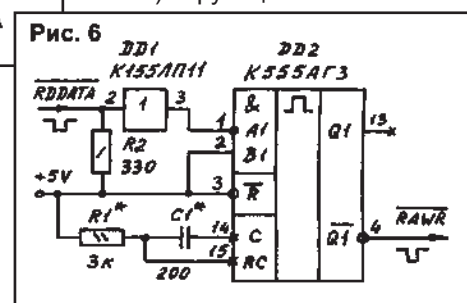 Рис. 6
DD1
К155ЛП11
DD2
К555АГ3
RDDATA
2
1
3
R2
330
+5V
R1*
3к
C1*
200
1
2
3
14
15
&
A1
B1
R
C
RC
Q1
13
Q1
4
RAWR